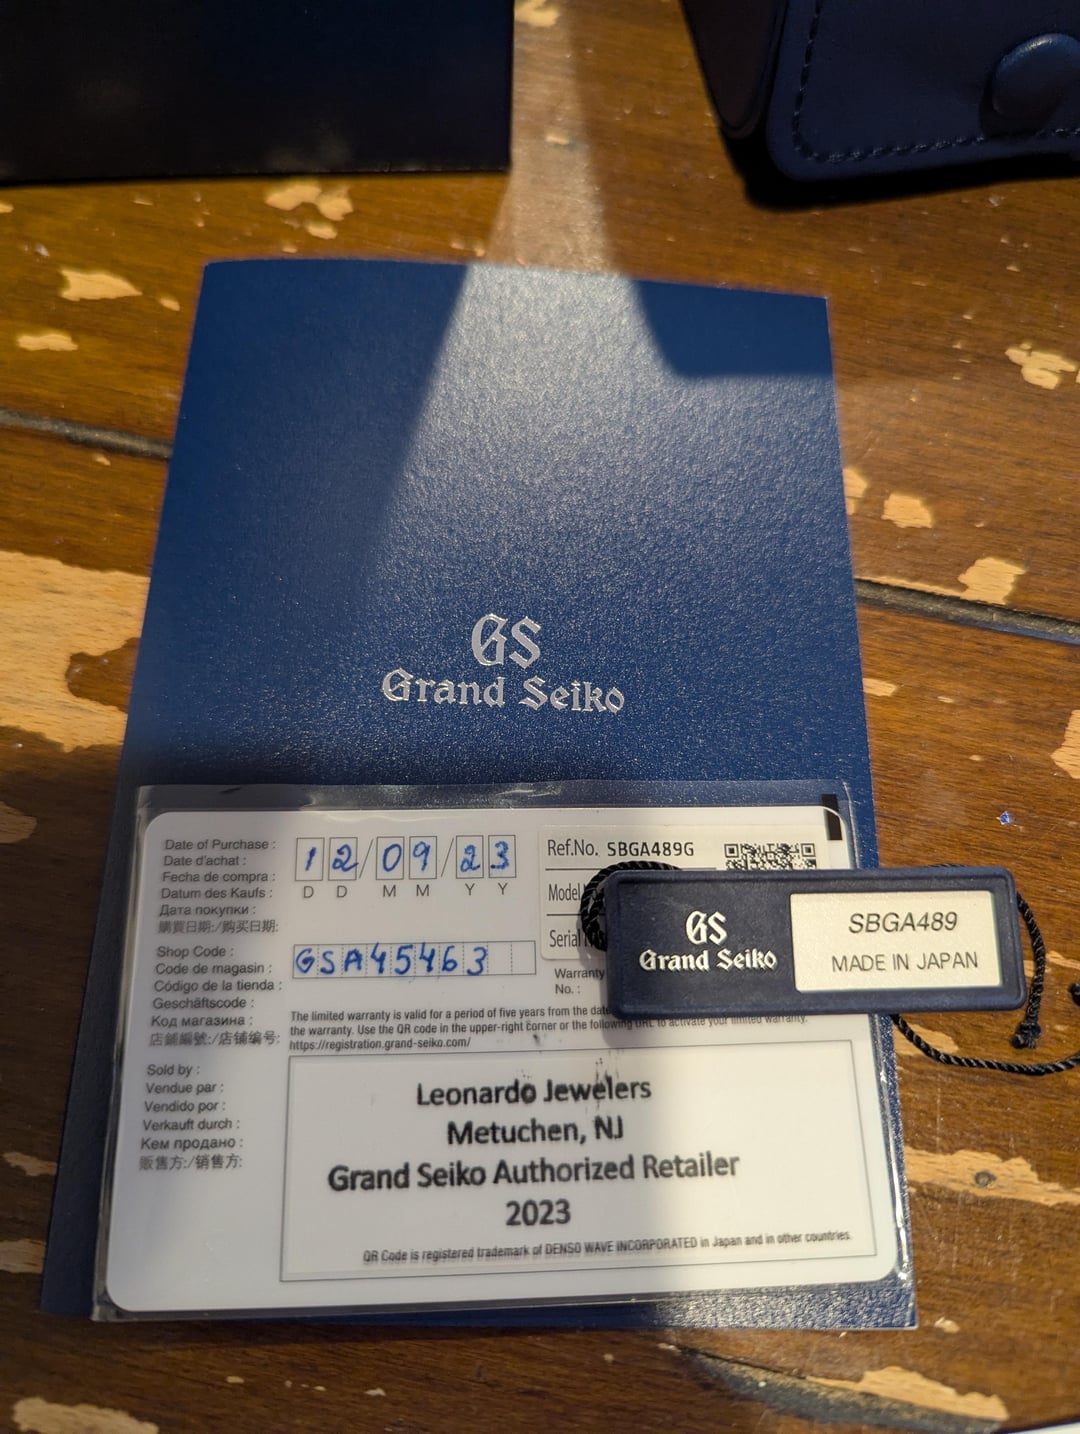 GS
Grand Seiko
Date of Purchase :
Date d'achat :
Fecha de compra :
Datum des Kaufs :
Дата покупки :
購買日期:/购买日期:
12/09/23
D D M M Y Y
Shop Code :
Code de magasin :
Código de la tienda :
Geschäftscode :
Код магазина :
店鋪編號:/店铺编号:
GSA45463
Ref.No. SBGA489G
Model
Serial
Warranty
No. :
The limited warranty is valid for a period of five years from the date
the warranty. Use the QR code in the upper-right corner or the following URL to activate your limited warranty.
https://registration.grand-seiko.com/
Sold by :
Vendue par :
Vendido por :
Verkauft durch :
Кем продано :
販售方:/销售方:
Leonardo Jewelers
Metuchen, NJ
Grand Seiko Authorized Retailer
2023
QR Code is registered trademark of DENSO WAVE INCORPORATED in Japan and in other countries.
GS
Grand Seiko
SBGA489
MADE IN JAPAN